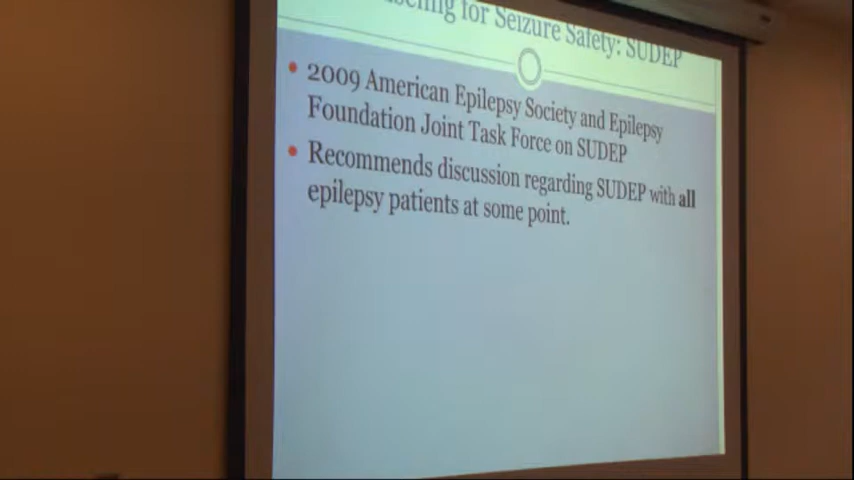 for Seizure Safety: SUDEP
• 2009 American Epilepsy Society and Epilepsy
Foundation Joint Task Force on SUDEP
• Recommends discussion regarding SUDEP with all
epilepsy patients at some point.